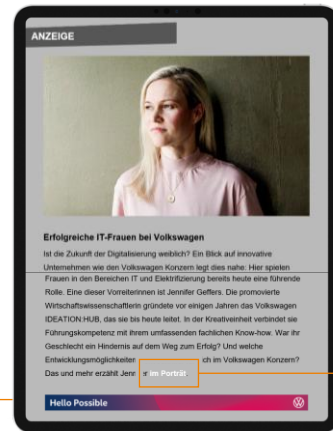 ANZEIGE
Erfolgreiche IT-Frauen bei Volkswagen
Ist die Zukunft der Digitalisierung weiblich? Ein Blick auf innovative
Unternehmen wie den Volkswagen Konzern legt dies nahe: Hier spielen
Frauen in den Bereichen IT und Elektrifizierung bereits heute eine führende
Rolle. Eine dieser Vorreiterinnen ist Jennifer Geffers. Die promovierte
Wirtschaftswissenschaftlerin gründete vor einigen Jahren das Volkswagen
IDEATION:HUB, das sie bis heute leitet. In der Kreativeinheit verbindet sie
Führungskompetenz mit ihrem umfassenden fachlichen Know-how. War ihr
Geschlecht ein Hindernis auf dem Weg zum Erfolg? Und welche
Entwicklungsmöglichkeiten ch im Volkswagen Konzern?
Das und mehr erzählt Jenn er im Porträt.
Hello Possible